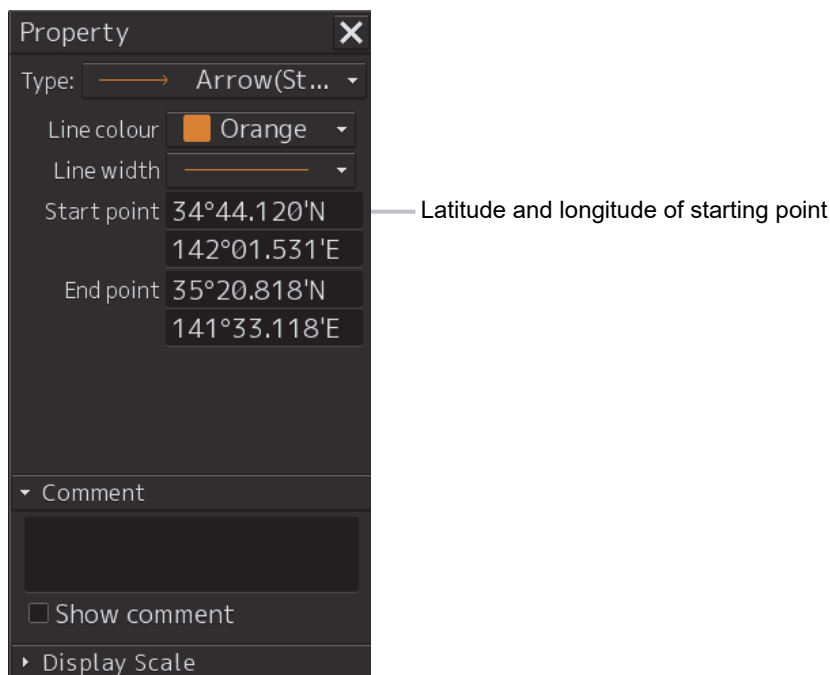 Property
Type: Arrow(St...
Line colour Orange
Line width
Start point 34°44.120'N Latitude and longitude of starting point
142°01.531'E
End point 35°20.818'N
141°33.118'E
Comment
Show comment
Display Scale